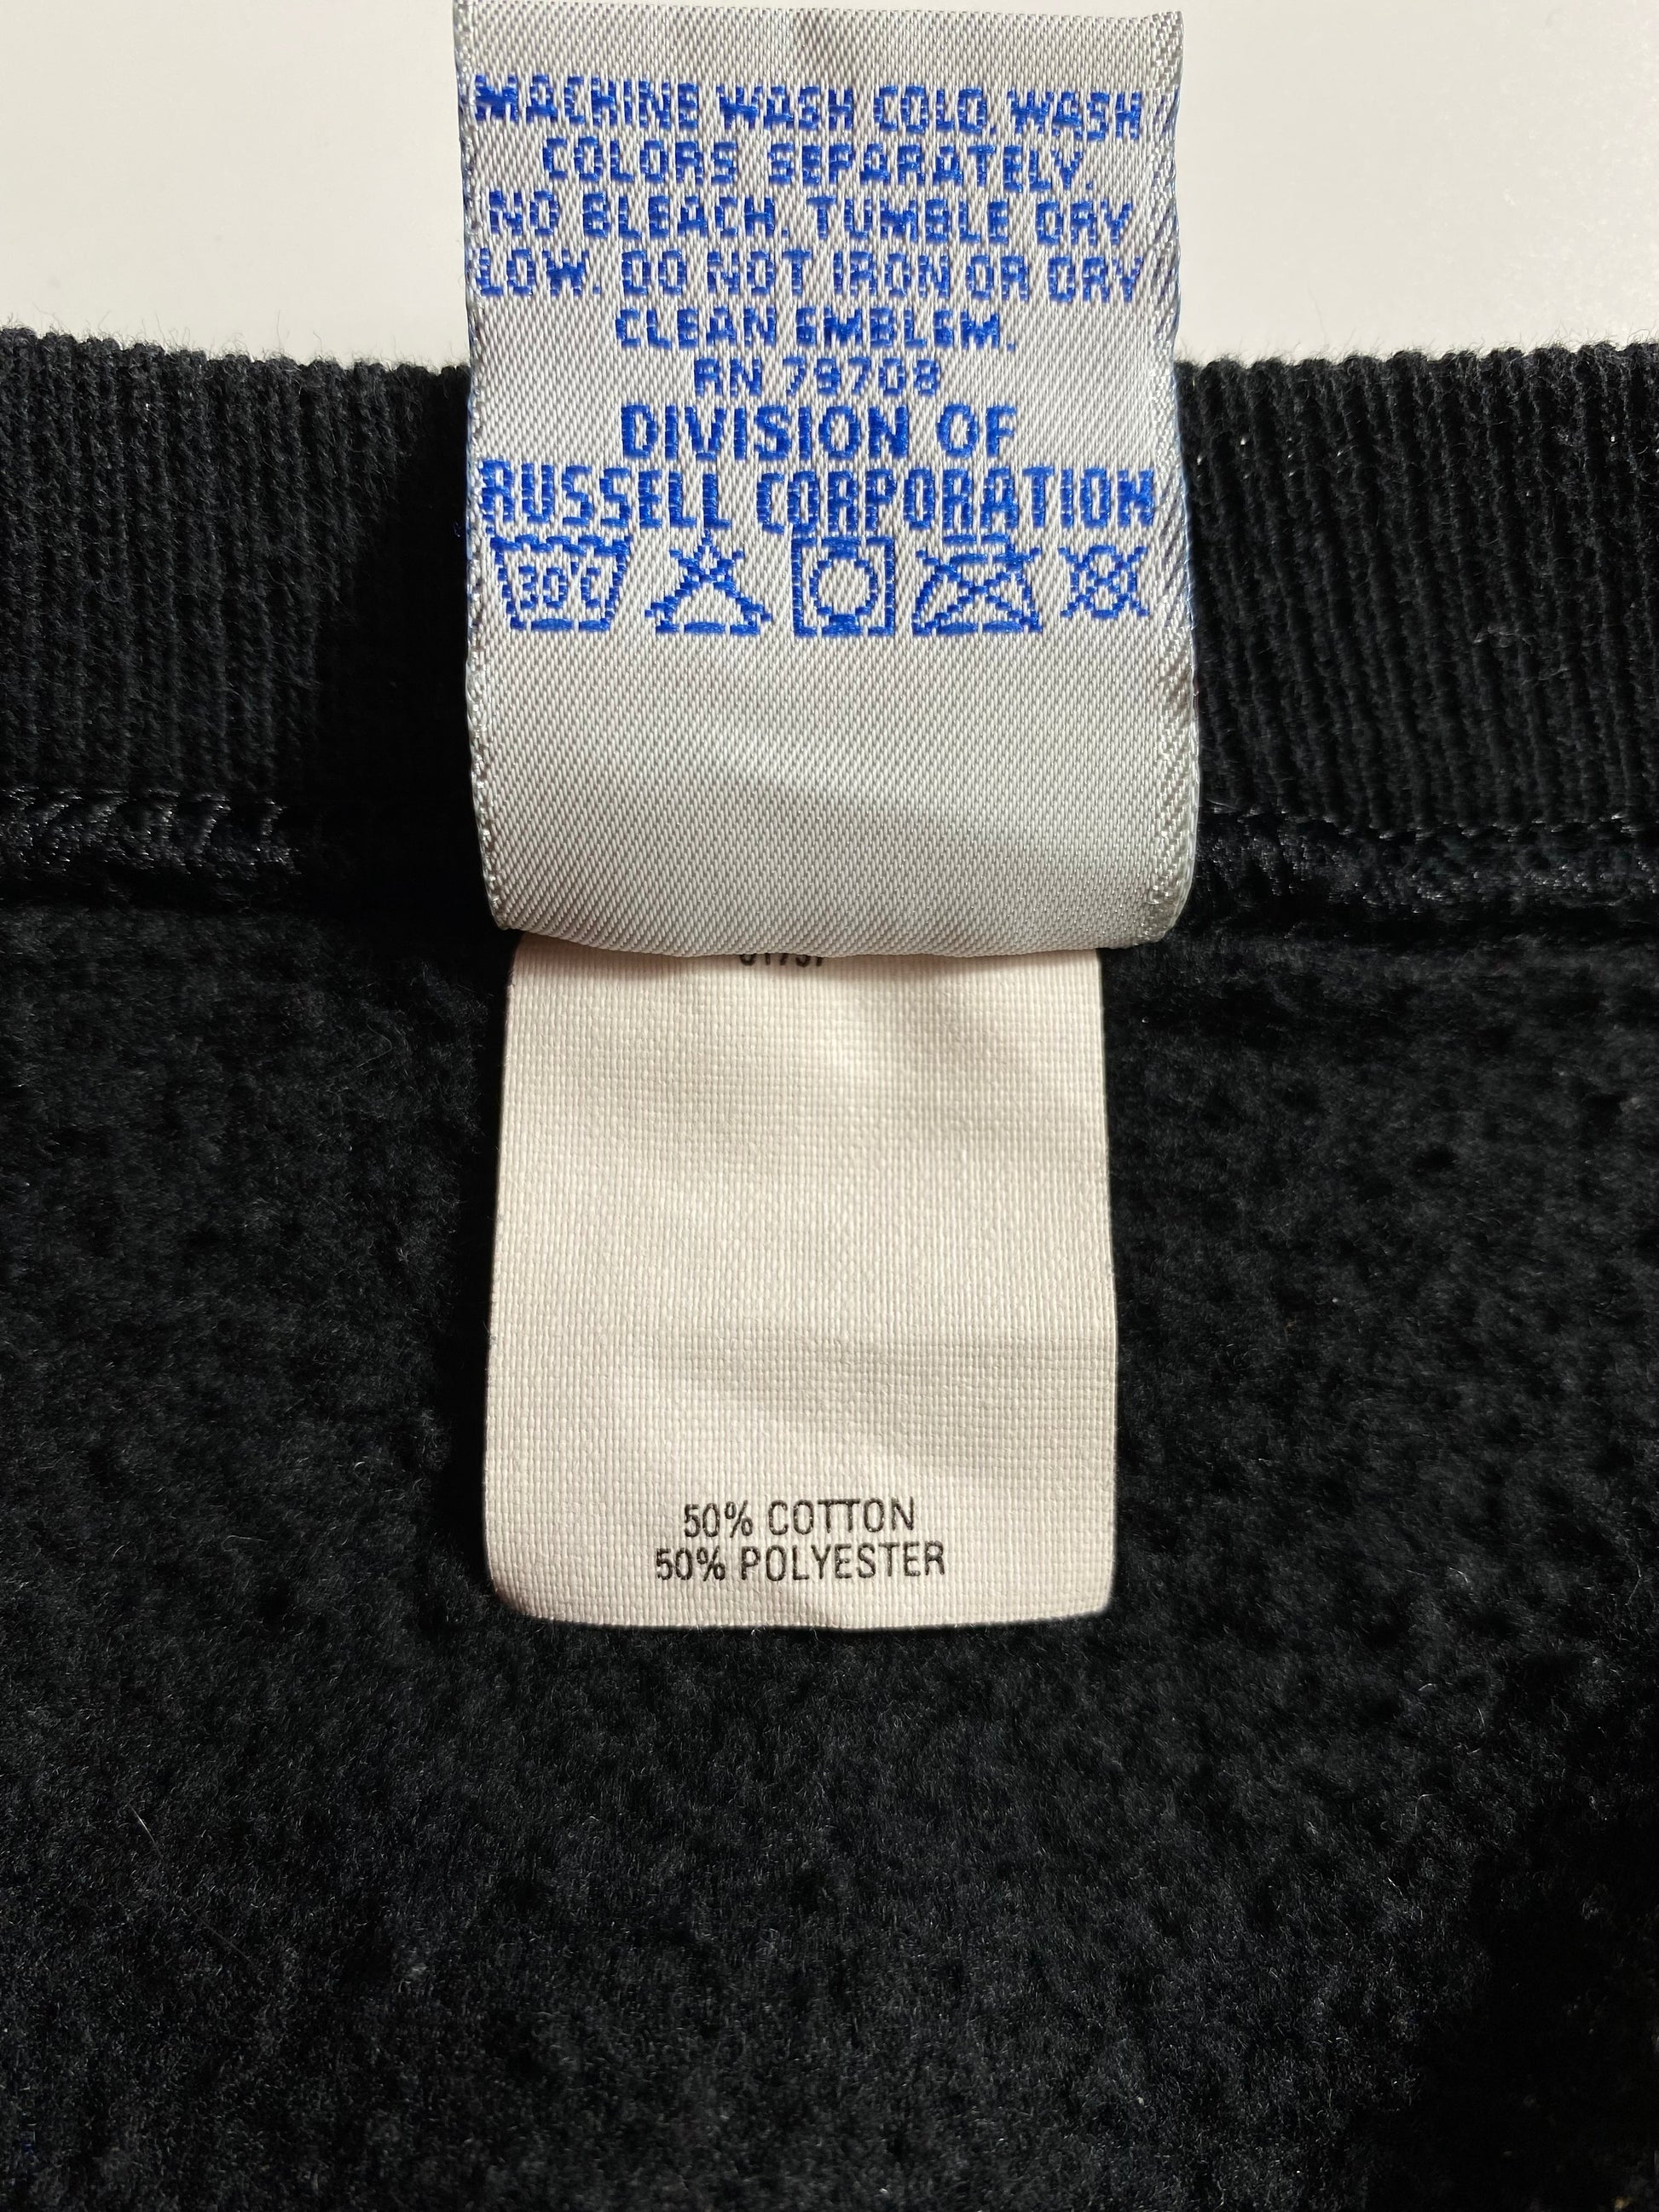 MACHINE WASH COLD. WASH
COLORS SEPARATELY.
NO BLEACH. TUMBLE DRY
LOW. DO NOT IRON OR DRY
CLEAN EMBLEM.
RN 79708
DIVISION OF
RUSSELL CORPORATION
30°C
50% COTTON
50% POLYESTER